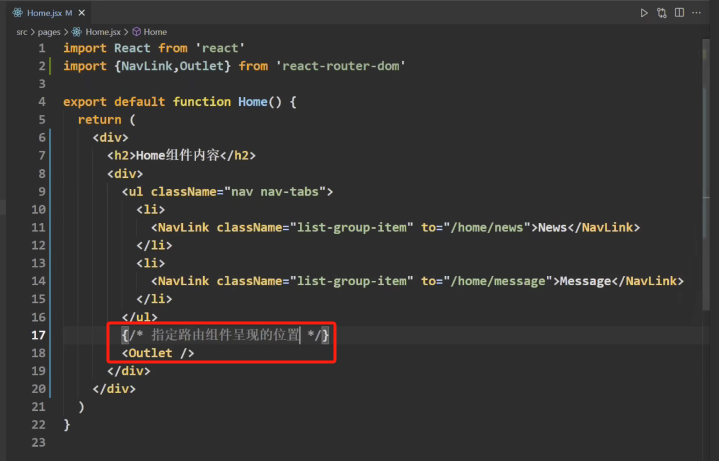 Home.jsx M ×
src > pages > Home.jsx > Home
1 import React from 'react'
2 import {NavLink,Outlet} from 'react-router-dom'
3
4 export default function Home() {
5 return (
6 <div>
7 <h2>Home组件内容</h2>
8 <div>
9 <ul className="nav nav-tabs">
10 <li>
11 <NavLink className="list-group-item" to="/home/news">News</NavLink>
12 </li>
13 <li>
14 <NavLink className="list-group-item" to="/home/message">Message</NavLink>
15 </li>
16 </ul>
17 {/* 指定路由组件呈现的位置 */}
18 <Outlet />
19 </div>
20 </div>
21 )
22 }
23